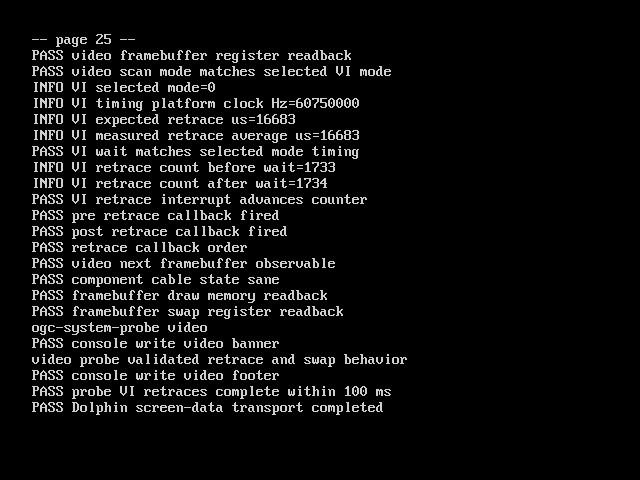 -- page 25 --
PASS video framebuffer register readback
PASS video scan mode matches selected VI mode
INFO VI selected mode=0
INFO VI timing platform clock Hz=60750000
INFO VI expected retrace us=16683
INFO VI measured retrace average us=16683
PASS VI wait matches selected mode timing
INFO VI retrace count before wait=1733
INFO VI retrace count after wait=1734
PASS VI retrace interrupt advances counter
PASS pre retrace callback fired
PASS post retrace callback fired
PASS retrace callback order
PASS video next framebuffer observable
PASS component cable state sane
PASS framebuffer draw memory readback
PASS framebuffer swap register readback
ogc-system-probe video
PASS console write video banner
video probe validated retrace and swap behavior
PASS console write video footer
PASS probe VI retraces complete within 100 ms
PASS Dolphin screen-data transport completed